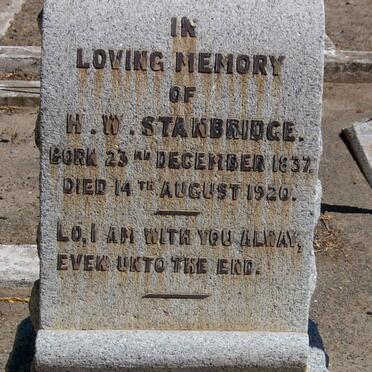 IN
LOVING MEMORY
OF
H. W. STANBRIDGE.
BORN 23RD DECEMBER 1837.
DIED 14TH AUGUST 1920.
LO, I AM WITH YOU ALWAY,
EVEN UNTO THE END.